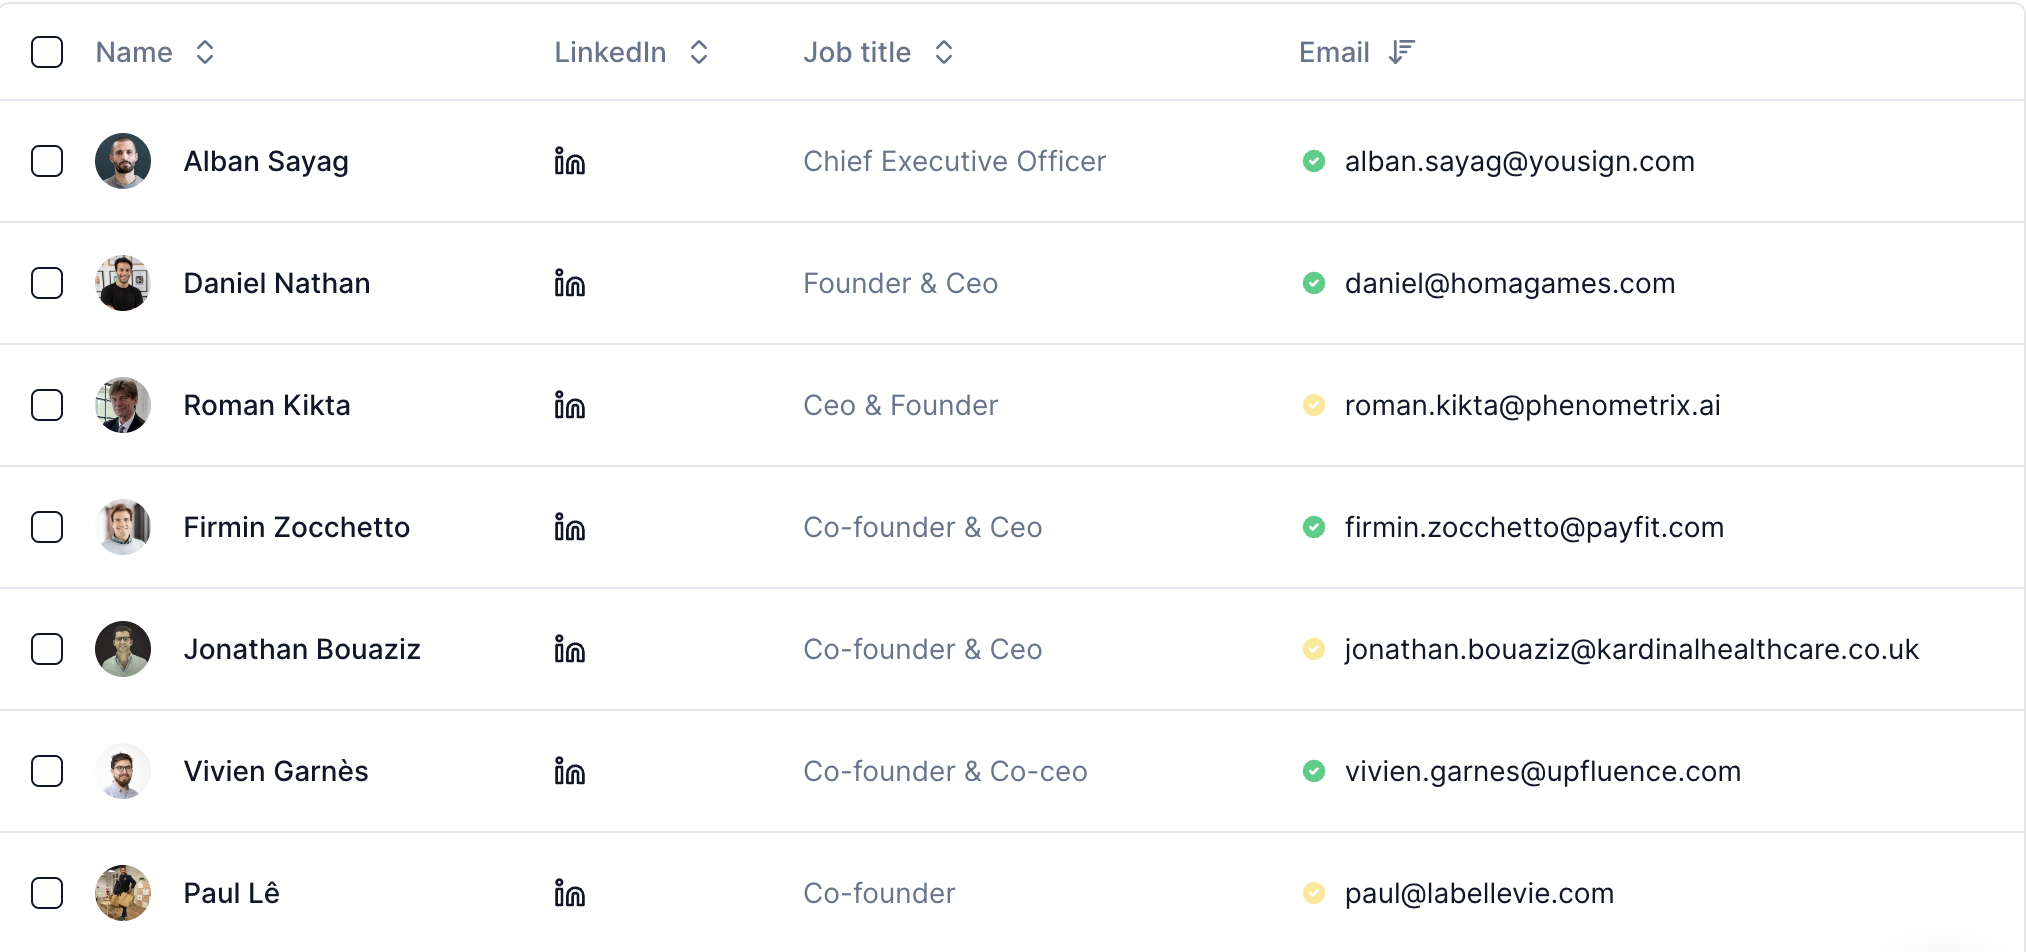 Name LinkedIn Job title Email
Alban Sayag in Chief Executive Officer alban.sayag@yousign.com
Daniel Nathan in Founder & Ceo daniel@homagames.com
Roman Kikta in Ceo & Founder roman.kikta@phenometrix.ai
Firmin Zocchetto in Co-founder & Ceo firmin.zocchetto@payfit.com
Jonathan Bouaziz in Co-founder & Ceo jonathan.bouaziz@kardinalhealthcare.co.uk
Vivien Garnès in Co-founder & Co-ceo vivien.garnes@upfluence.com
Paul Lê in Co-founder paul@labellevie.com